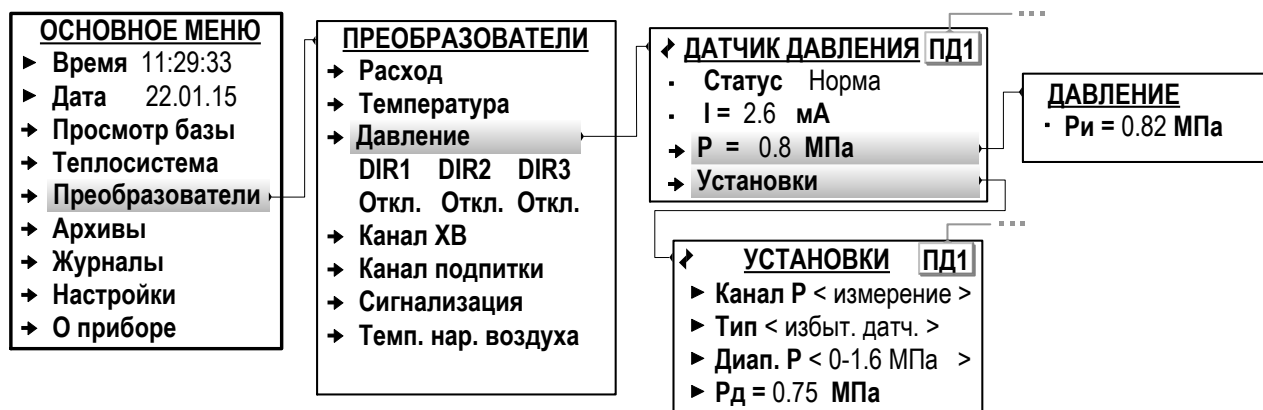 ОСНОВНОЕ МЕНЮ
Время 11:29:33
Дата 22.01.15
Просмотр базы
Теплосистема
Преобразователи
Архивы
Журналы
Настройки
О приборе
ПРЕОБРАЗОВАТЕЛИ
Расход
Температура
Давление
DIR1 DIR2 DIR3
Откл. Откл. Откл.
Канал ХВ
Канал подпитки
Сигнализация
Темп. нар. воздуха
ДАТЧИК ДАВЛЕНИЯ ПД1
Статус Норма
I = 2.6 мА
P = 0.8 МПа
Установки
ДАВЛЕНИЕ
Pи = 0.82 МПа
УСТАНОВКИ ПД1
Канал P < измерение >
Тип < избыт. датч. >
Диап. P < 0-1.6 МПа >
Pд = 0.75 МПа